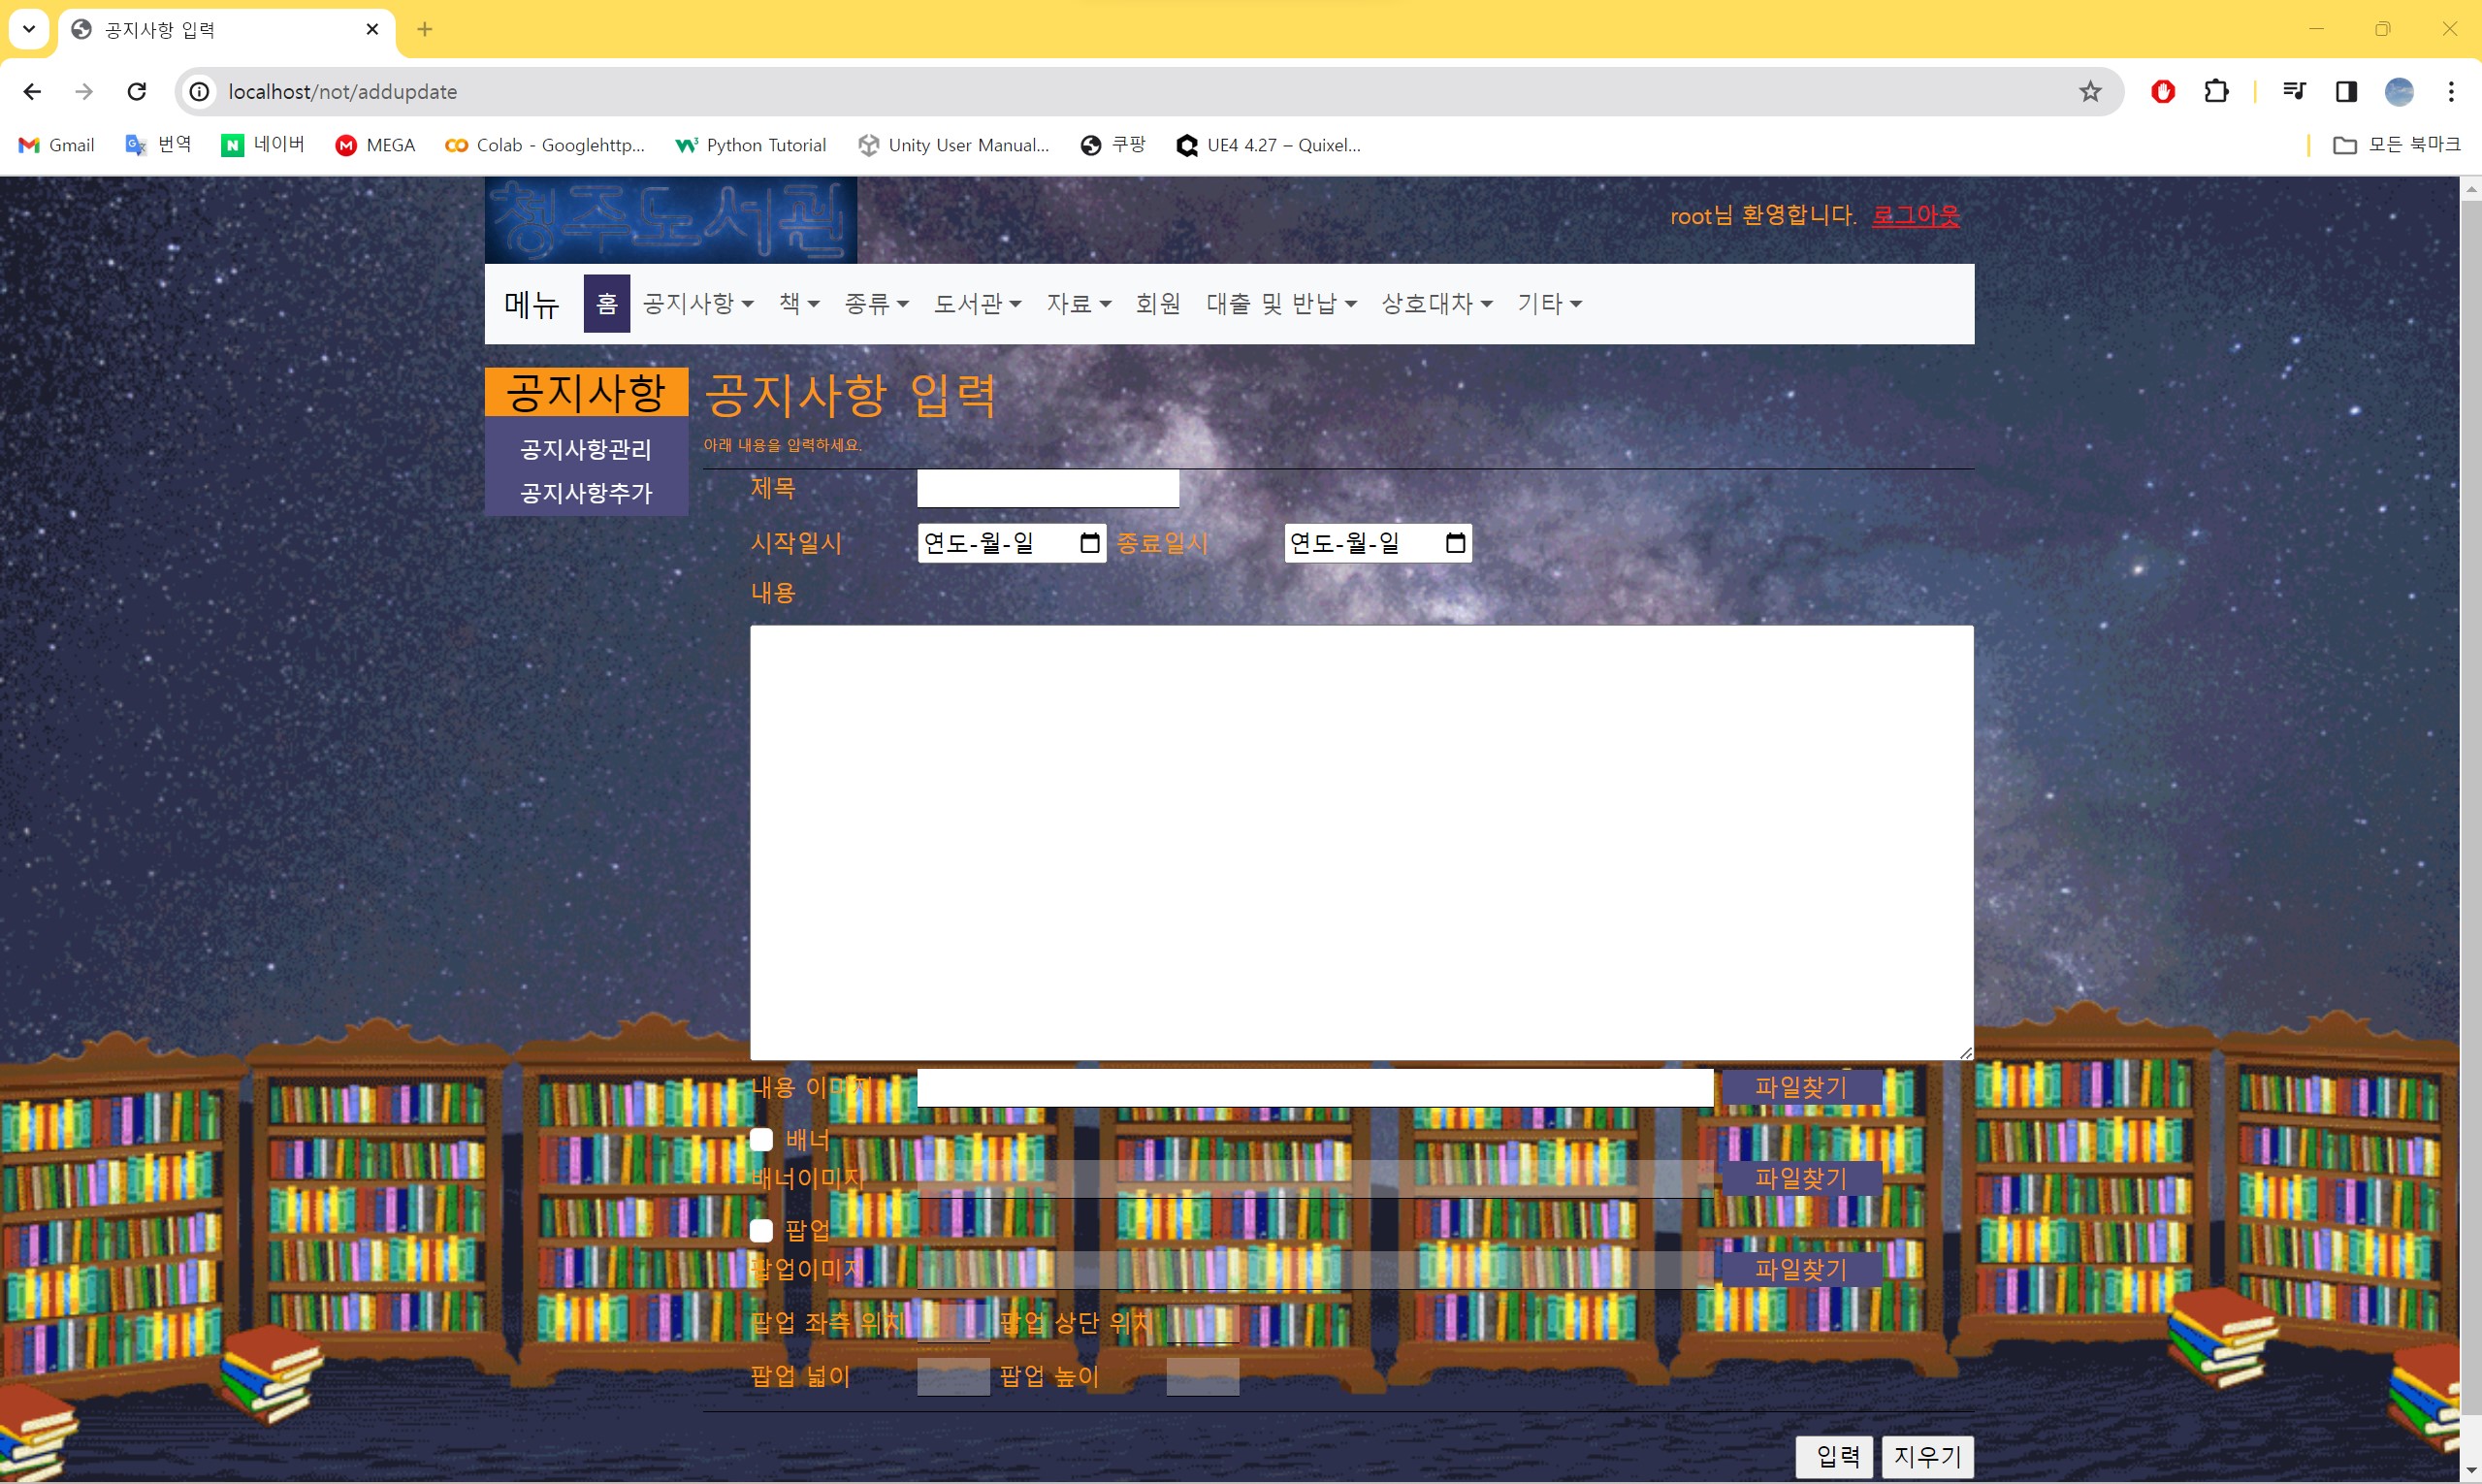 공지사항 입력
localhost/not/addupdate
Gmail 번역 네이버 MEGA Colab - Googlehttp... Python Tutorial Unity User Manual... 쿠팡 UE4 4.27 – Quixel... 모든 북마크
청주도서관
root님 환영합니다. 로그아웃
메뉴 홈 공지사항 책 종류 도서관 자료 회원 대출 및 반납 상호대차 기타
공지사항
공지사항관리
공지사항추가
공지사항 입력
아래 내용을 입력하세요.
제목
시작일시 연도-월-일 종료일시 연도-월-일
내용
내용 이미지 파일찾기
배너
배너이미지 파일찾기
팝업
팝업이미지 파일찾기
팝업 좌측 위치 팝업 상단 위치
팝업 넓이 팝업 높이
입력 지우기